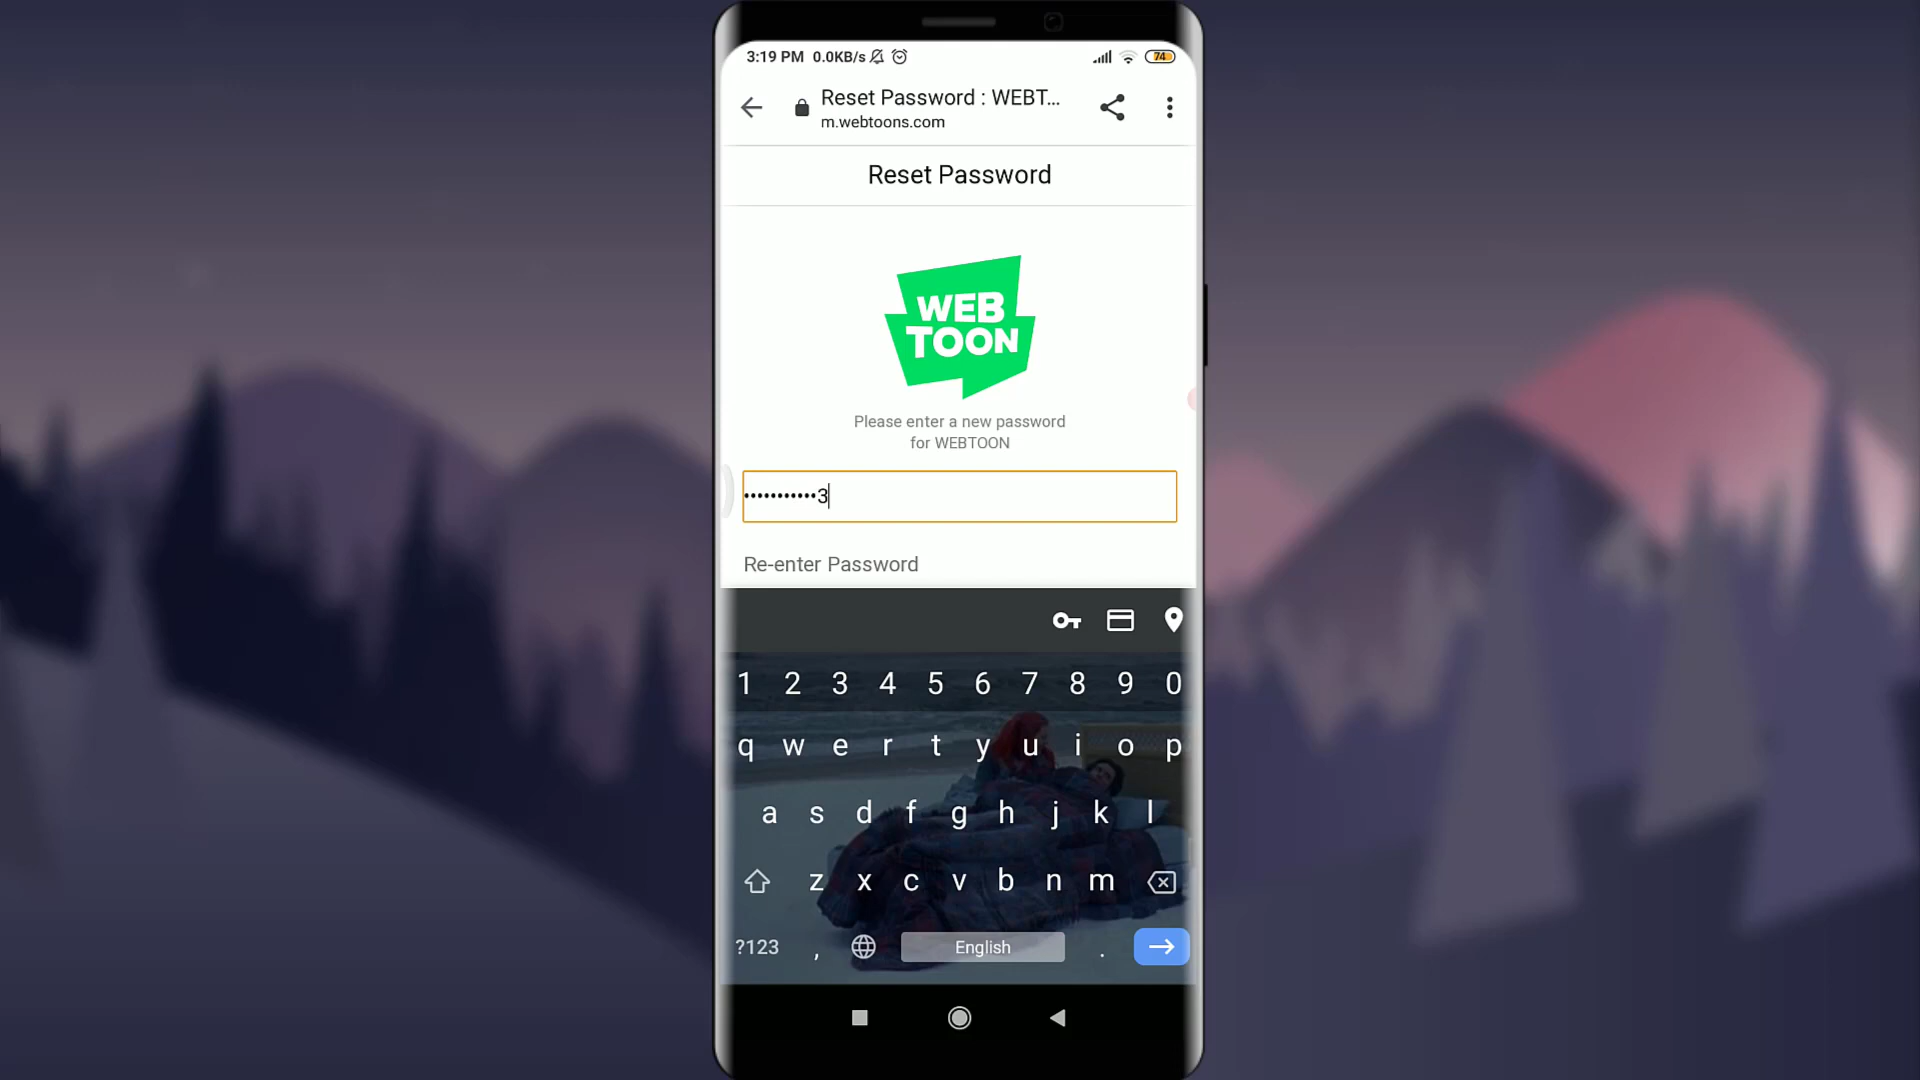 3:19 PM 0.0KB/s
74
Reset Password : WEBT...
m.webtoons.com
Reset Password
WEB
TOON
Please enter a new password
for WEBTOON
•••••••••••3
Re-enter Password
1 2 3 4 5 6 7 8 9 0
q w e r t y u i o p
a s d f g h j k l
z x c v b n m
?123 , English .